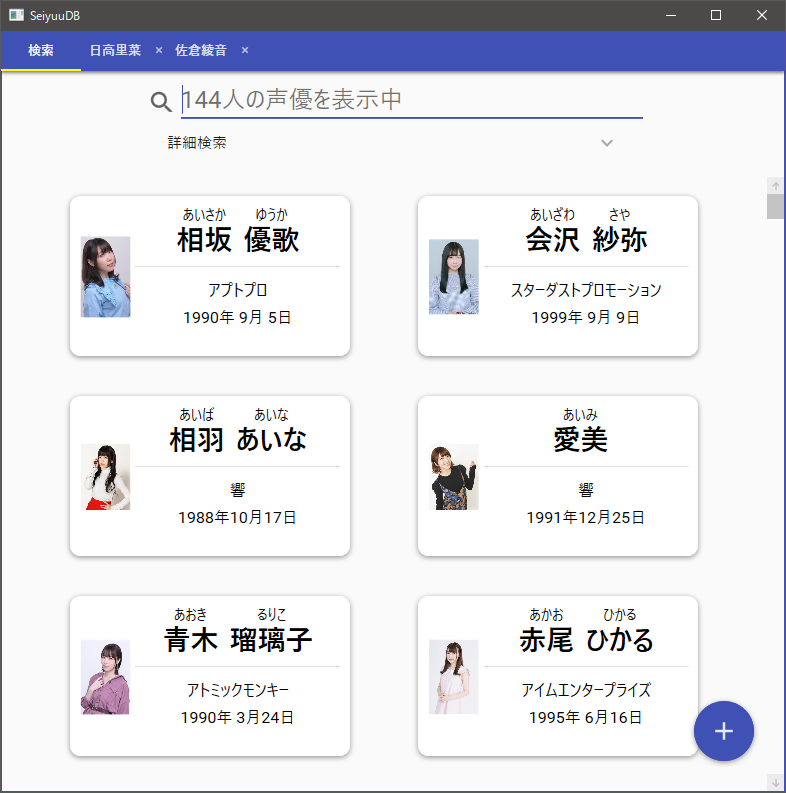 SeiyuuDB
検索 日高里菜 × 佐倉綾音 ×
144人の声優を表示中
詳細検索
あいさか ゆうか
相坂 優歌
アプトプロ
1990年 9月 5日
あいざわ さや
会沢 紗弥
スターダストプロモーション
1999年 9月 9日
あいば あいな
相羽 あいな
響
1988年10月17日
あいみ
愛美
響
1991年12月25日
あおき るりこ
青木 瑠璃子
アトミックモンキー
1990年 3月24日
あかお ひかる
赤尾 ひかる
アイムエンタープライズ
1995年 6月16日